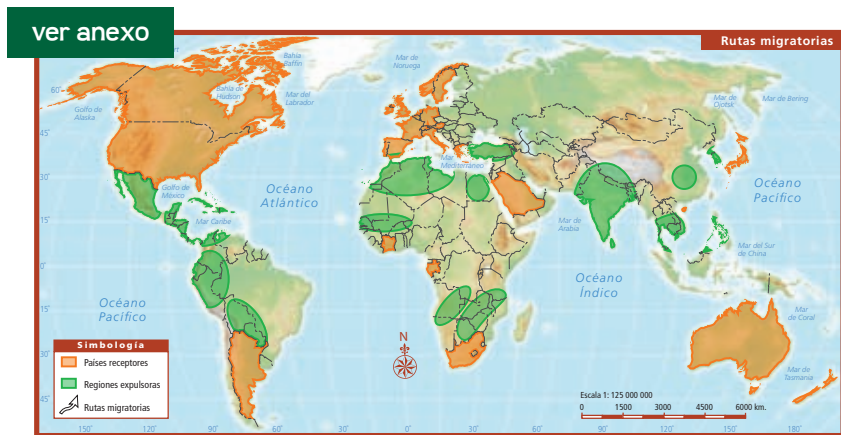 ver anexo
Rutas migratorias
Bahía
Baffin
Mar de
Noruega
Bahía de
Hudson
Mar del
Labrador
Golfo de
Alaska
Mar de
Ojotsk
Mar de Bering
60°
45°
30°
15°
0°
15°
30°
45°
Golfo de
México
Océano
Atlántico
Mar
Mediterráneo
Océano
Pacífico
Mar Caribe
Mar de
Arabia
Mar del Sur
de China
Océano
Índico
Océano
Pacífico
Mar
de Coral
Mar de
Tasmania
N
Simbología
Países receptores
Regiones expulsoras
Rutas migratorias
Escala 1: 125 000 000
0 1500 3000 4500 6000 km.
150° 120° 90° 60° 30° 0° 30° 60° 90° 120° 150° 180°